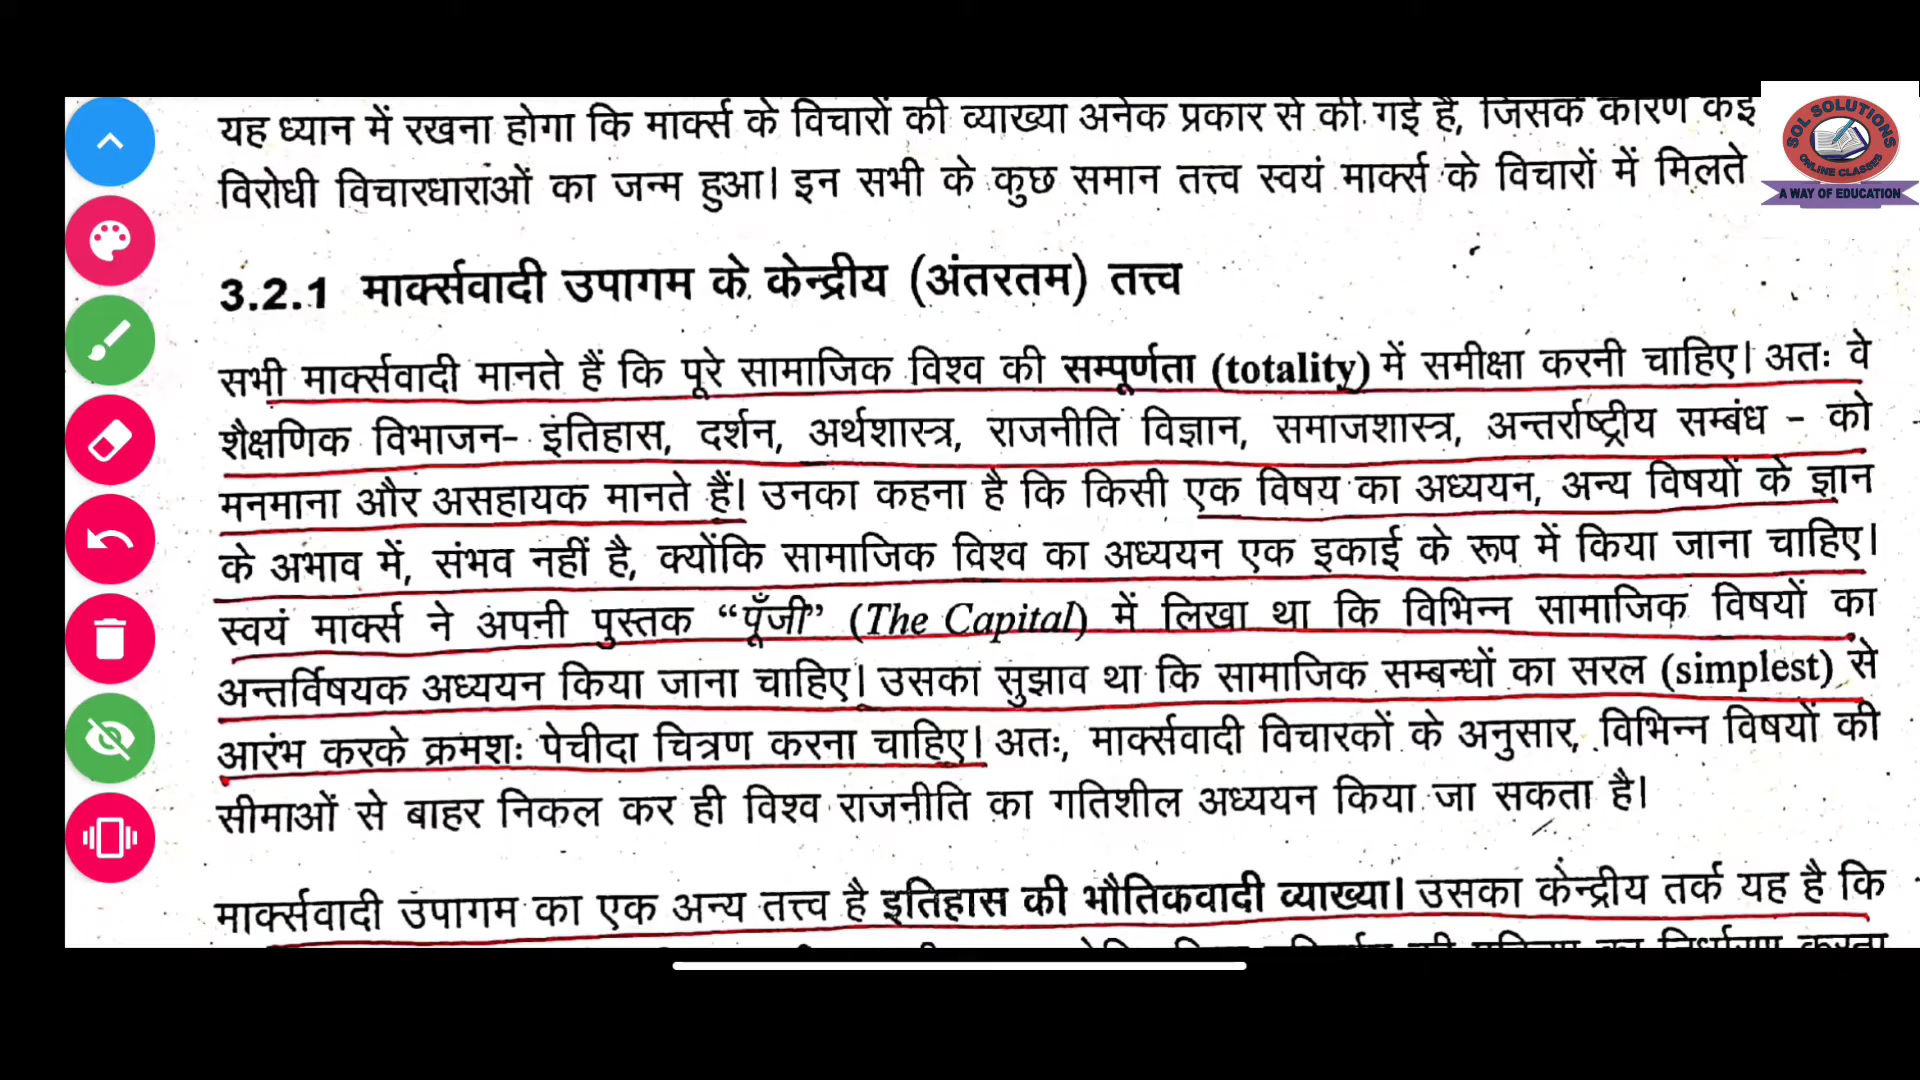 यह ध्यान में रखना होगा कि मार्क्स के विचारों की व्याख्या अनेक प्रकार से की गई है, जिसके कारण कई
विरोधी विचारधाराओं का जन्म हुआ। इन सभी के कुछ समान तत्त्व स्वयं मार्क्स के विचारों में मिलते
SOL SOLUTIONS
ONLINE CLASSES
A WAY OF EDUCATION
3.2.1 मार्क्सवादी उपागम के केन्द्रीय (अंतरतम) तत्त्व
सभी मार्क्सवादी मानते हैं कि पूरे सामाजिक विश्व की सम्पूर्णता (totality) में समीक्षा करनी चाहिए। अतः वे
शैक्षणिक विभाजन- इतिहास, दर्शन, अर्थशास्त्र, राजनीति विज्ञान, समाजशास्त्र, अन्तर्राष्ट्रीय सम्बंध - को
मनमाना और असहायक मानते हैं। उनका कहना है कि किसी एक विषय का अध्ययन, अन्य विषयों के ज्ञान
के अभाव में, संभव नहीं है, क्योंकि सामाजिक विश्व का अध्ययन एक इकाई के रूप में किया जाना चाहिए।
स्वयं मार्क्स ने अपनी पुस्तक “पूँजी” (The Capital) में लिखा था कि विभिन्न सामाजिक विषयों का
अन्तर्विषयक अध्ययन किया जाना चाहिए। उसका सुझाव था कि सामाजिक सम्बन्धों का सरल (simplest) से
आरंभ करके क्रमशः पेचीदा चित्रण करना चाहिए। अतः, मार्क्सवादी विचारकों के अनुसार, विभिन्न विषयों की
सीमाओं से बाहर निकल कर ही विश्व राजनीति का गतिशील अध्ययन किया जा सकता है।
मार्क्सवादी उपागम का एक अन्य तत्त्व है इतिहास की भौतिकवादी व्याख्या। उसका केन्द्रीय तर्क यह है कि